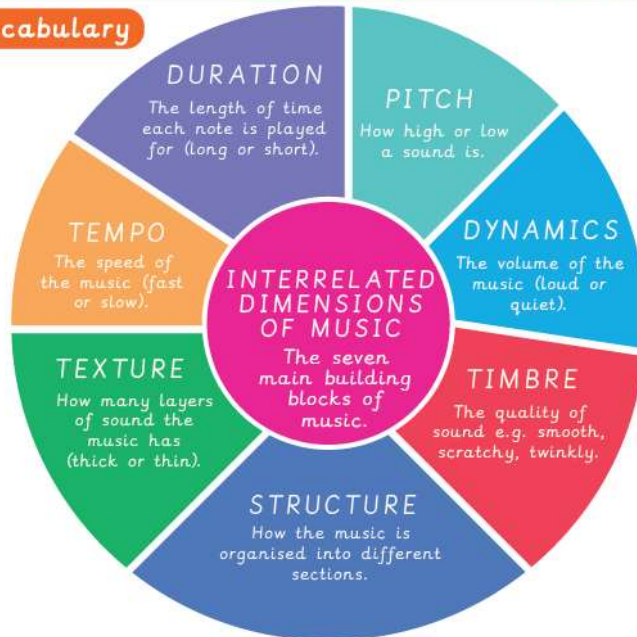 cabulary
DURATION
The length of time
each note is played
for (long or short).
PITCH
How high or low
a sound is.
DYNAMICS
The volume of the
music (loud or
quiet).
TIMBRE
The quality of
sound e.g. smooth,
scratchy, twinkly.
STRUCTURE
How the music is
organised into different
sections.
TEXTURE
How many layers
of sound the
music has
(thick or thin).
TEMPO
The speed of
the music (fast
or slow).
INTERRELATED
DIMENSIONS
OF MUSIC
The seven
main building
blocks of
music.